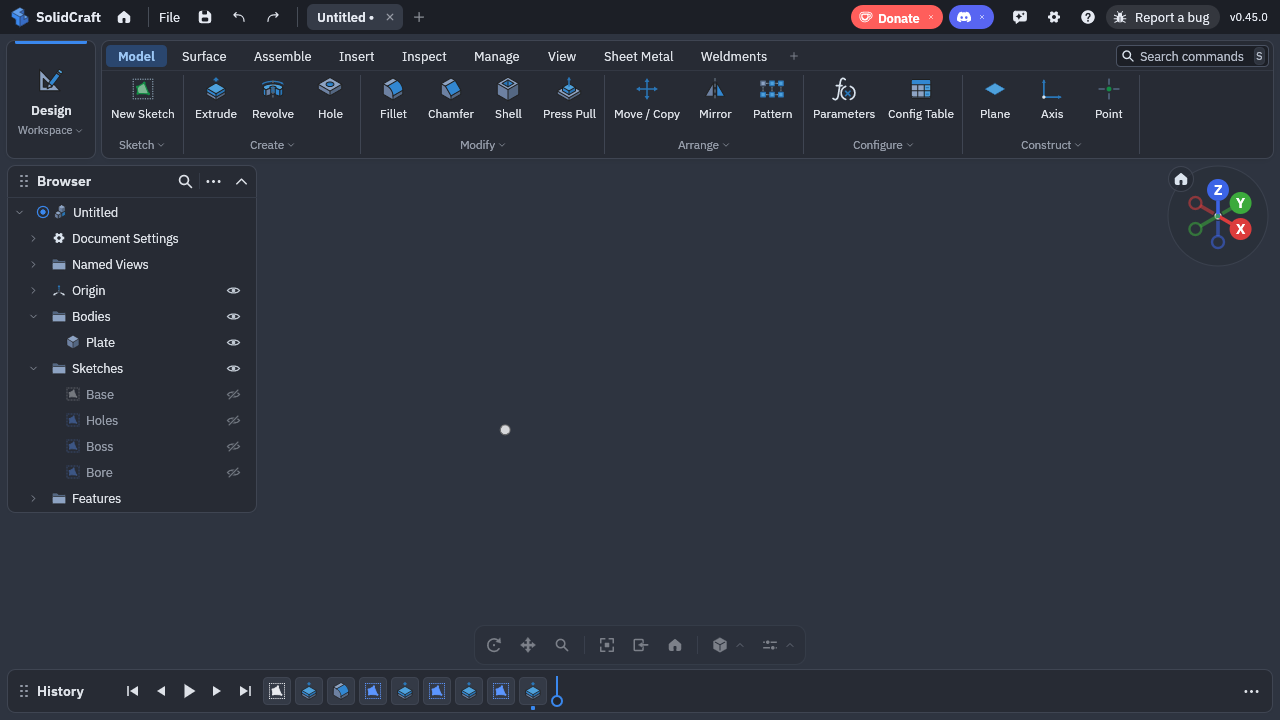 SolidCraft
File
Untitled •
Donate
Report a bug
v0.45.0
Design
Workspace
Model
Surface
Assemble
Insert
Inspect
Manage
View
Sheet Metal
Weldments
Search commands
S
New Sketch
Extrude
Revolve
Hole
Fillet
Chamfer
Shell
Press Pull
Move / Copy
Mirror
Pattern
Parameters
Config Table
Plane
Axis
Point
Sketch
Create
Modify
Arrange
Configure
Construct
Browser
Untitled
Document Settings
Named Views
Origin
Bodies
Plate
Sketches
Base
Holes
Boss
Bore
Features
Z
Y
X
History